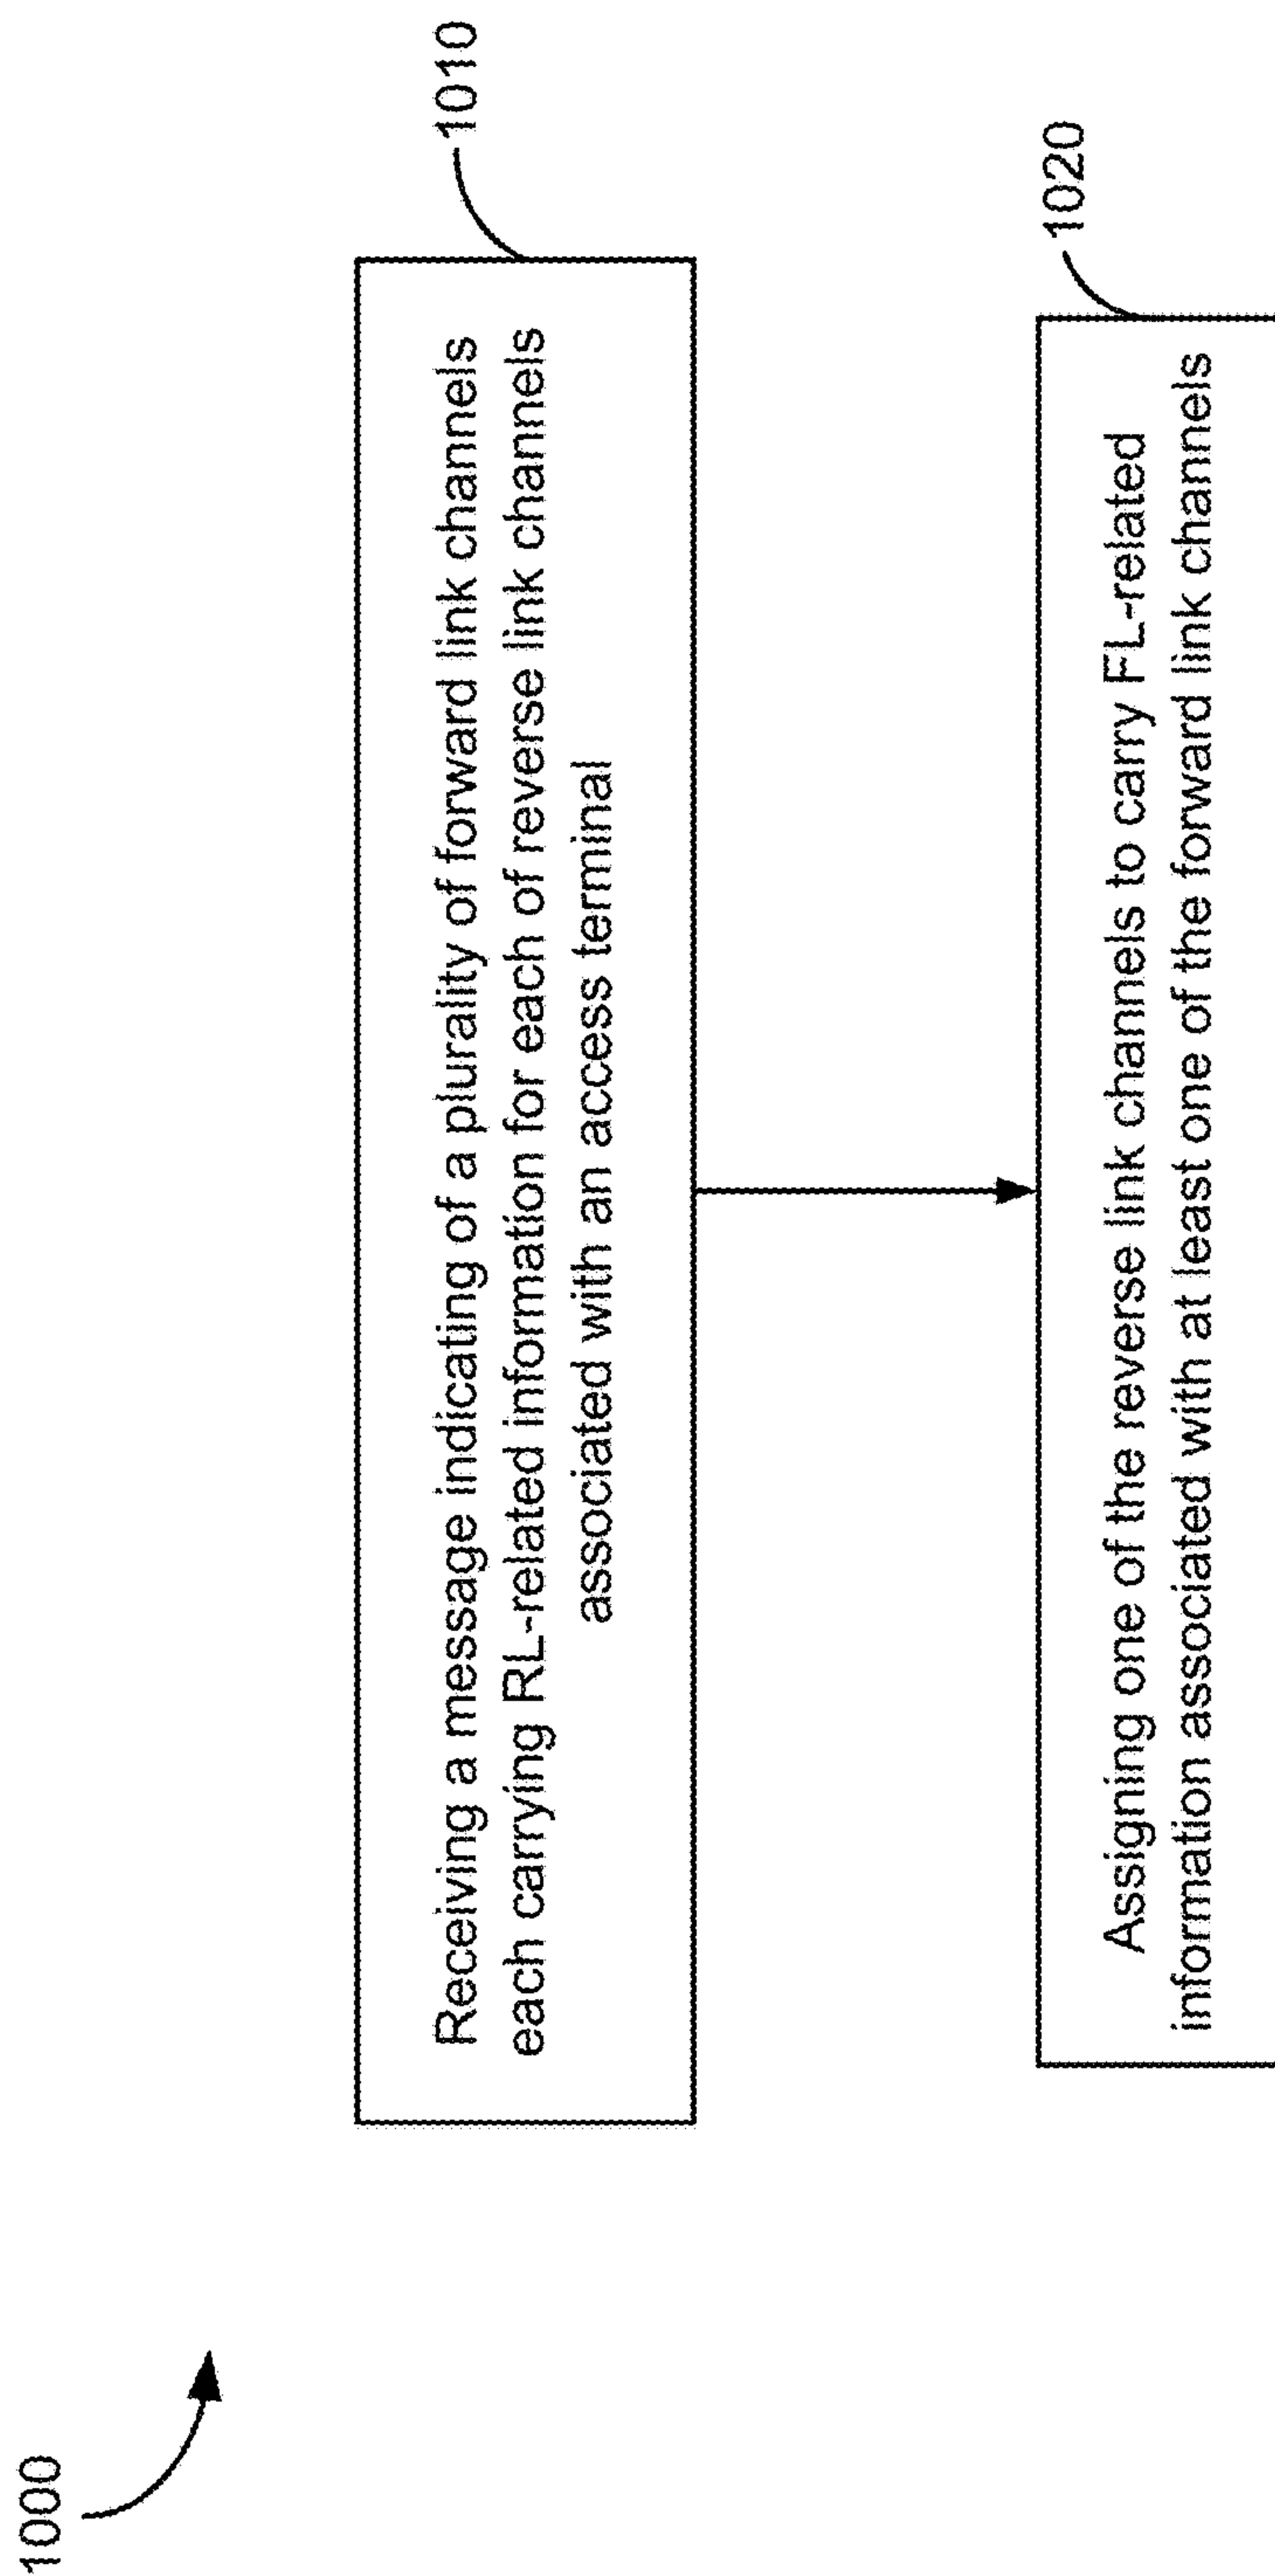 1000
Receiving a message indicating of a plurality of forward link channels
each carrying RL-related information for each of reverse link channels
associated with an access terminal
1010
Assigning one of the reverse link channels to carry FL-related
information associated with at least one of the forward link channels
1020